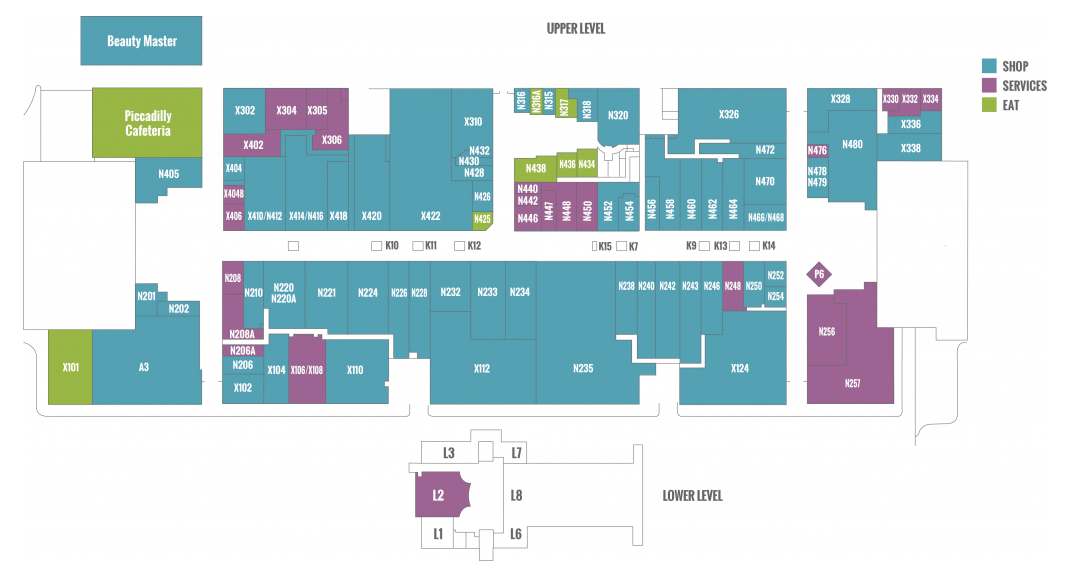 UPPER LEVEL
Beauty Master
SHOP
SERVICES
EAT
Piccadilly
Cafeteria
X302
X304
X305
X306
X402
X310
N316
N316A
N315
N317
N318
N320
X326
X328
X330
X332
X334
X336
X338
N405
X404
X404B
X406
X410/N412
X414/N416
X418
X420
X422
N432
N430
N428
N426
N425
N438
N436
N434
N440
N442
N446
N447
N448
N450
N452
N454
N456
N458
N460
N462
N464
N472
N470
N466/N468
N476
N478
N479
N480
K10
K11
K12
K15
K7
K9
K13
K14
P6
N201
N202
N208
N210
N220
N220A
N221
N224
N226
N228
N232
N233
N234
N238
N240
N242
N243
N246
N248
N250
N252
N254
N208A
N206A
N206
X102
X104
X106/X108
X110
X112
N235
X124
N256
N257
X101
A3
L3
L7
L2
L8
LOWER LEVEL
L1
L6